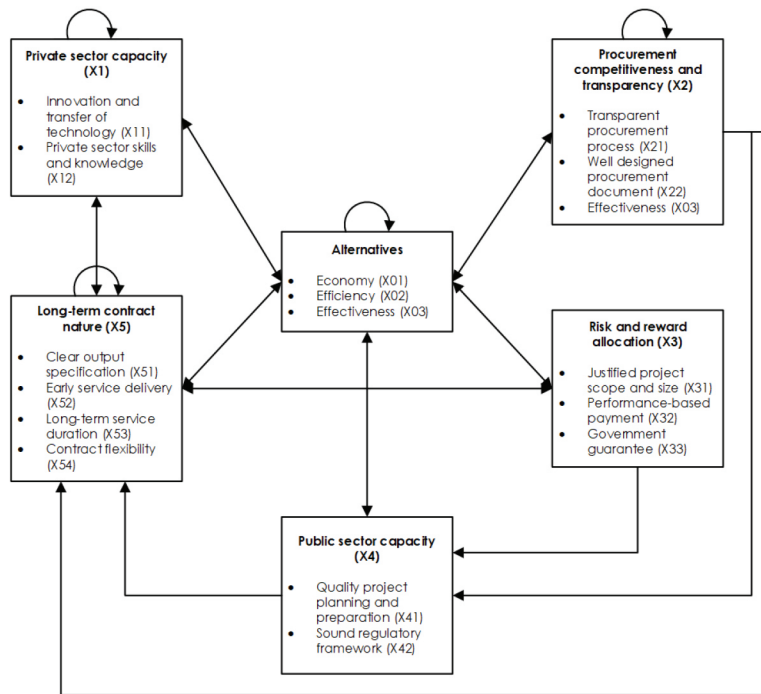 Private sector capacity
(X1)
• Innovation and
transfer of
technology (X11)
• Private sector skills
and knowledge
(X12)
Procurement
competitiveness and
transparency (X2)
• Transparent
procurement
process (X21)
• Well designed
procurement
document (X22)
• Effectiveness (X03)
Alternatives
• Economy (X01)
• Efficiency (X02)
• Effectiveness (X03)
Long-term contract
nature (X5)
• Clear output
specification (X51)
• Early service delivery
(X52)
• Long-term service
duration (X53)
• Contract flexibility
(X54)
Risk and reward
allocation (X3)
• Justified project
scope and size (X31)
• Performance-based
payment (X32)
• Government
guarantee (X33)
Public sector capacity
(X4)
• Quality project
planning and
preparation (X41)
• Sound regulatory
framework (X42)